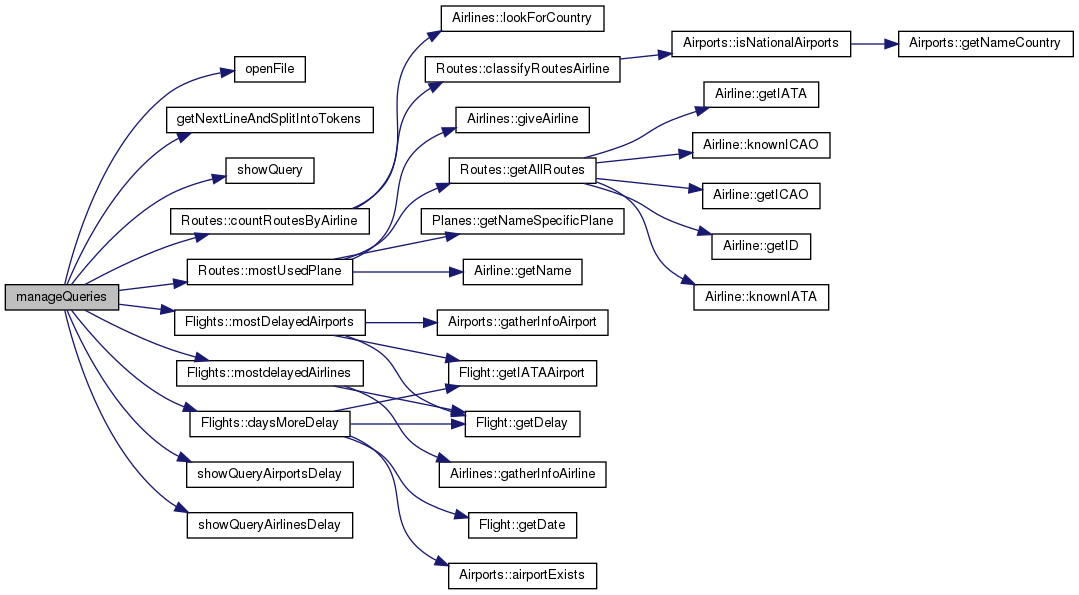 manageQueries
openFile
getNextLineAndSplitIntoTokens
showQuery
Routes::countRoutesByAirline
Routes::mostUsedPlane
Flights::mostDelayedAirports
Flights::mostdelayedAirlines
Flights::daysMoreDelay
showQueryAirportsDelay
showQueryAirlinesDelay
Airlines::lookForCountry
Routes::classifyRoutesAirline
Airlines::giveAirline
Routes::getAllRoutes
Planes::getNameSpecificPlane
Airline::getName
Airports::gatherInfoAirport
Flight::getIATAAirport
Flight::getDelay
Airlines::gatherInfoAirline
Flight::getDate
Airports::airportExists
Airports::isNationalAirports
Airline::getIATA
Airline::knownICAO
Airline::getICAO
Airline::getID
Airline::knownIATA
Airports::getNameCountry